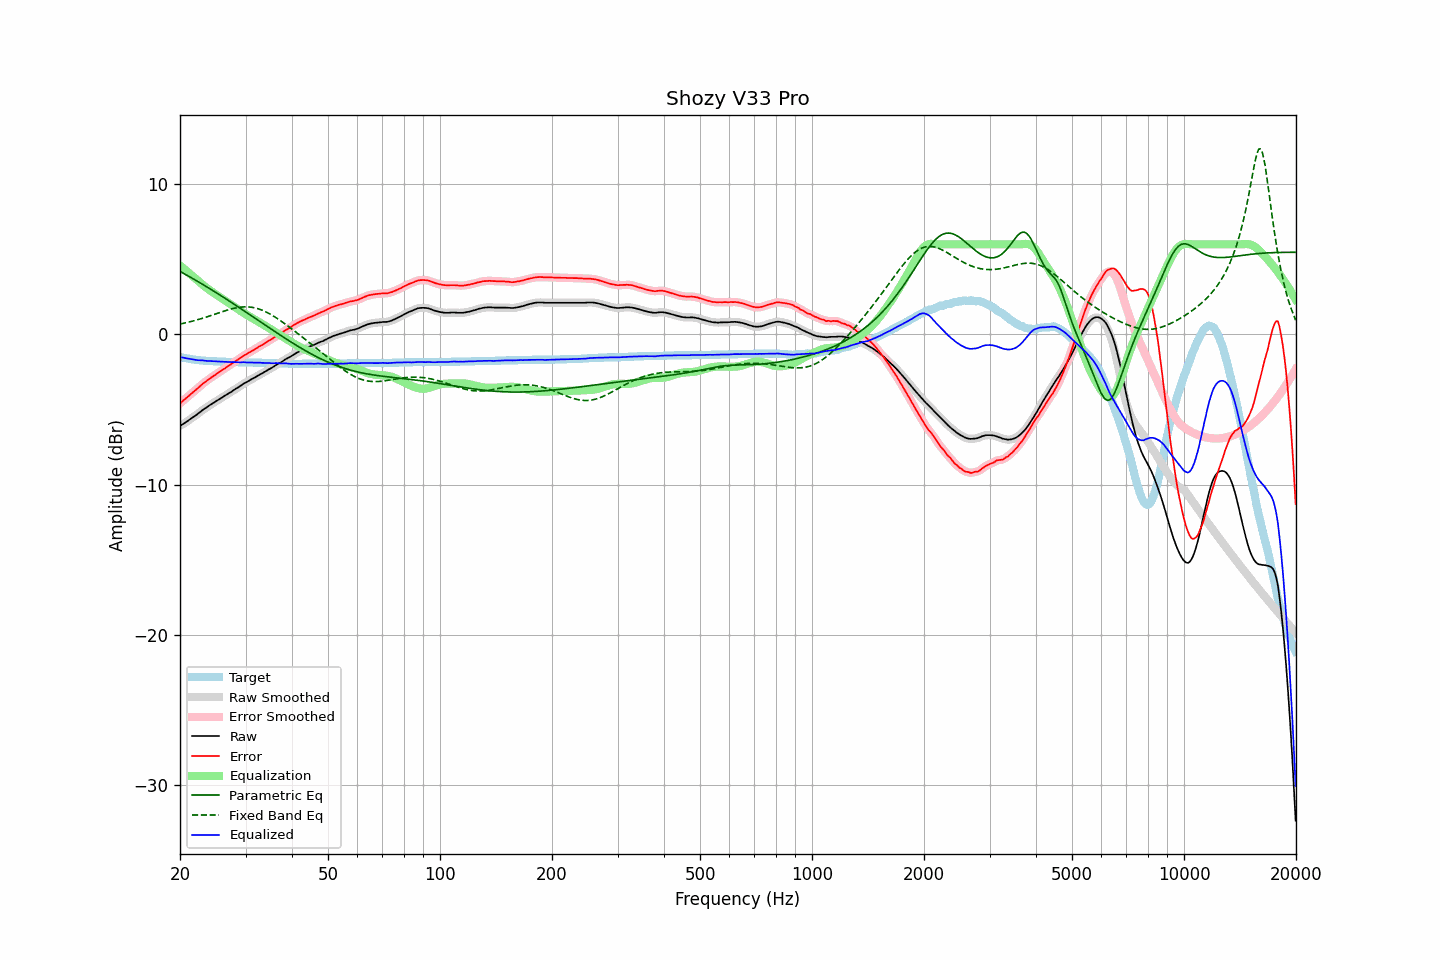 Shozy V33 Pro
Amplitude (dBr)
10
0
−10
−20
−30
Target
Raw Smoothed
Error Smoothed
Raw
Error
Equalization
Parametric Eq
Fixed Band Eq
Equalized
20
50
100
200
500
1000
2000
5000
10000
20000
Frequency (Hz)